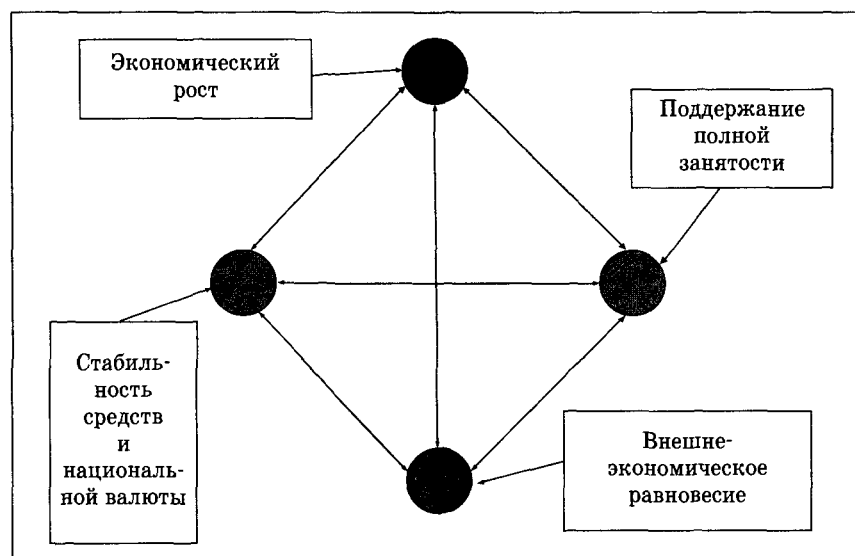 Экономический
рост
Поддержание
полной
занятости
Стабиль-
ность
средств
и
националь-
ной валюты
Внешне-
экономическое
равновесие